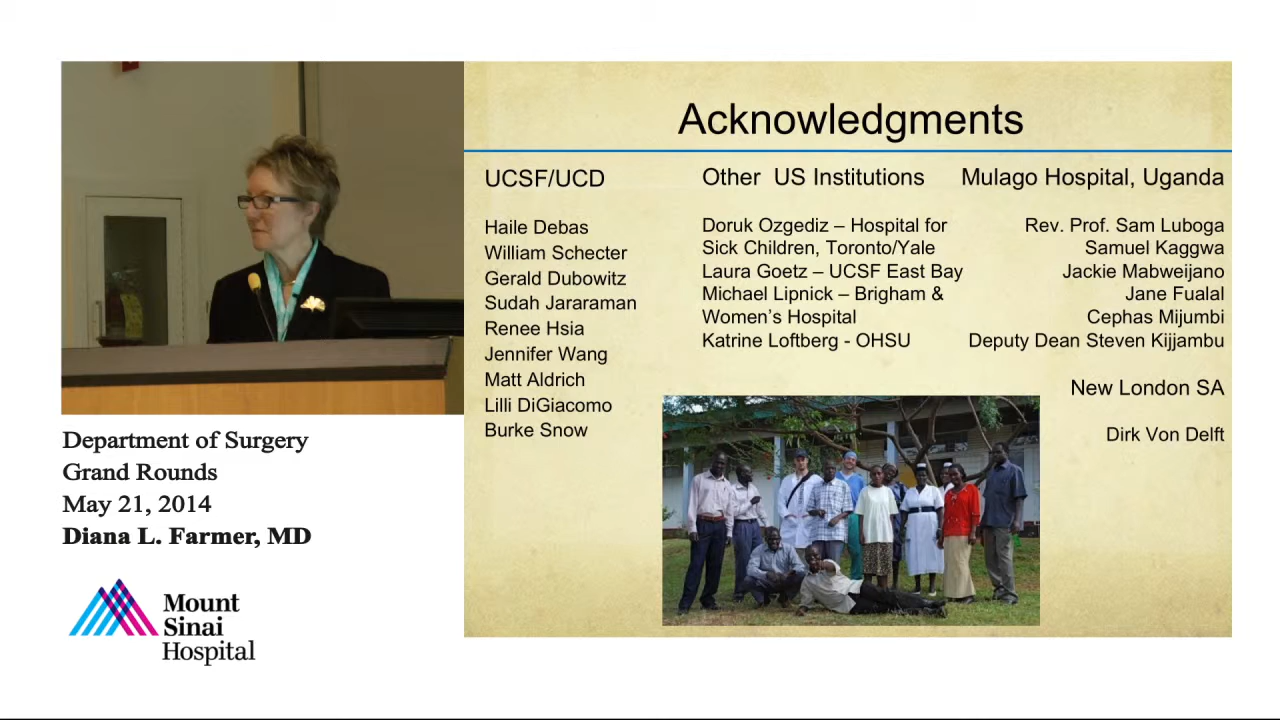 Acknowledgments
UCSF/UCD
Haile Debas
William Schecter
Gerald Dubowitz
Sudah Jararaman
Renee Hsia
Jennifer Wang
Matt Aldrich
Lilli DiGiacomo
Burke Snow
Other US Institutions
Doruk Ozgediz – Hospital for
Sick Children, Toronto/Yale
Laura Goetz – UCSF East Bay
Michael Lipnick – Brigham &
Women's Hospital
Katrine Loftberg - OHSU
Mulago Hospital, Uganda
Rev. Prof. Sam Luboga
Samuel Kaggwa
Jackie Mabweijano
Jane Fualal
Cephas Mijumbi
Deputy Dean Steven Kijjambu
New London SA
Dirk Von Delft
Department of Surgery
Grand Rounds
May 21, 2014
Diana L. Farmer, MD
Mount
Sinai
Hospital